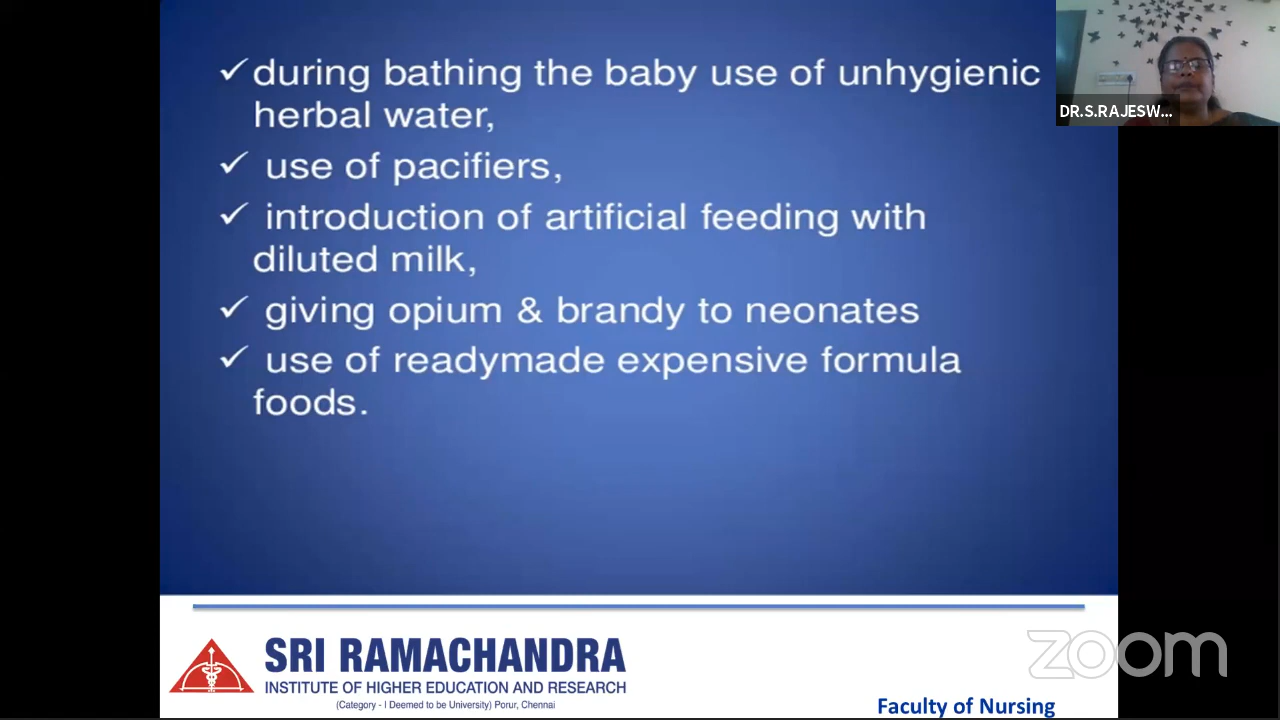 ✓ during bathing the baby use of unhygienic
herbal water,
✓ use of pacifiers,
✓ introduction of artificial feeding with
diluted milk,
✓ giving opium & brandy to neonates
✓ use of readymade expensive formula
foods.
DR.S.RAJESW...
SRI RAMACHANDRA
INSTITUTE OF HIGHER EDUCATION AND RESEARCH
(Category - I Deemed to be University) Porur, Chennai
zoom
Faculty of Nursing